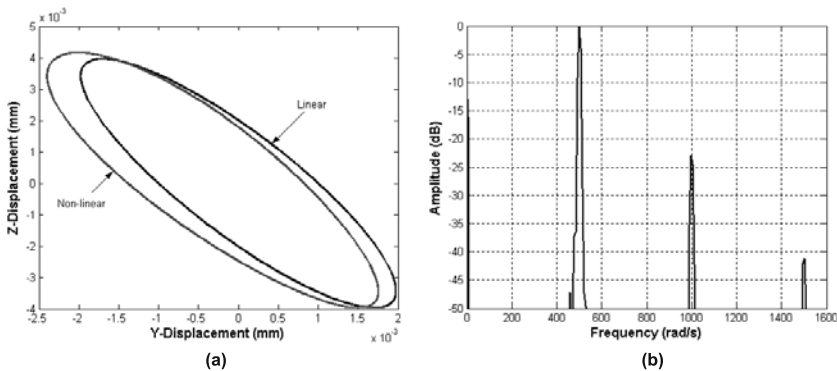 × 10⁻³
5
4
3
2
1
0
-1
-2
-3
-4
Z-Displacement (mm)
Linear
Non-linear
-2.5 -2 -1.5 -1 -0.5 0 0.5 1 1.5 2
Y-Displacement (mm)
× 10⁻³
(a)
0
-5
-10
-15
-20
-25
-30
-35
-40
-45
-50
Amplitude (dB)
0 200 400 600 800 1000 1200 1400 1600
Frequency (rad/s)
(b)